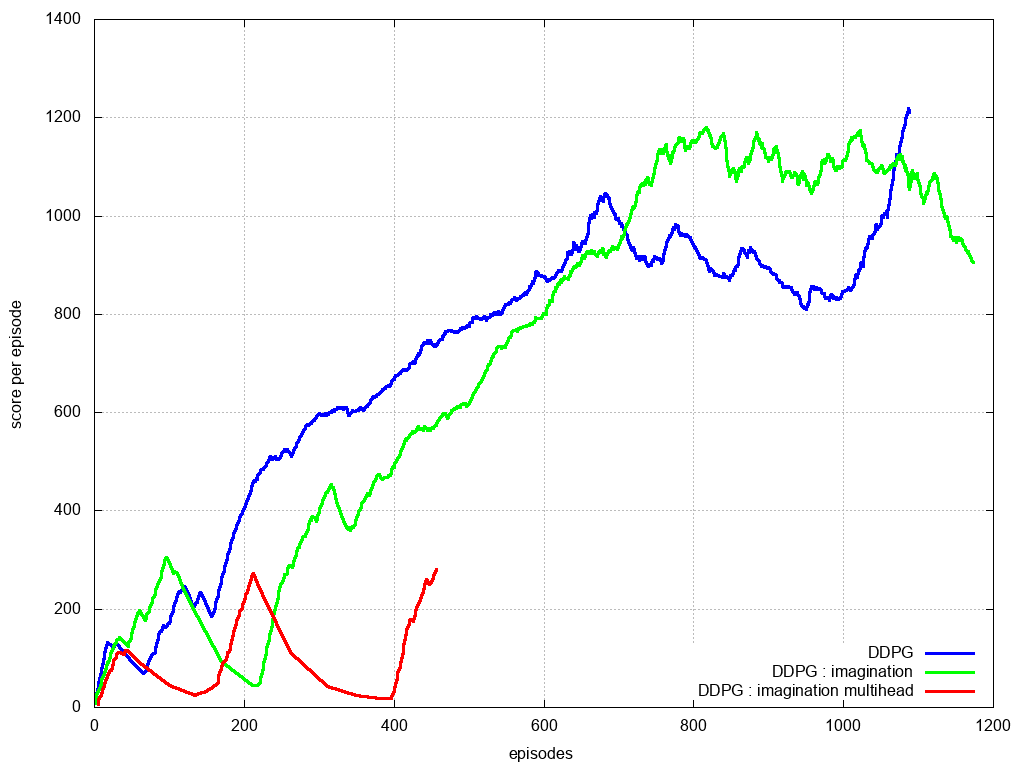 1400
1200
1000
800
600
400
200
0
score per episode
DDPG
DDPG : imagination
DDPG : imagination multihead
0 200 400 600 800 1000 1200
episodes